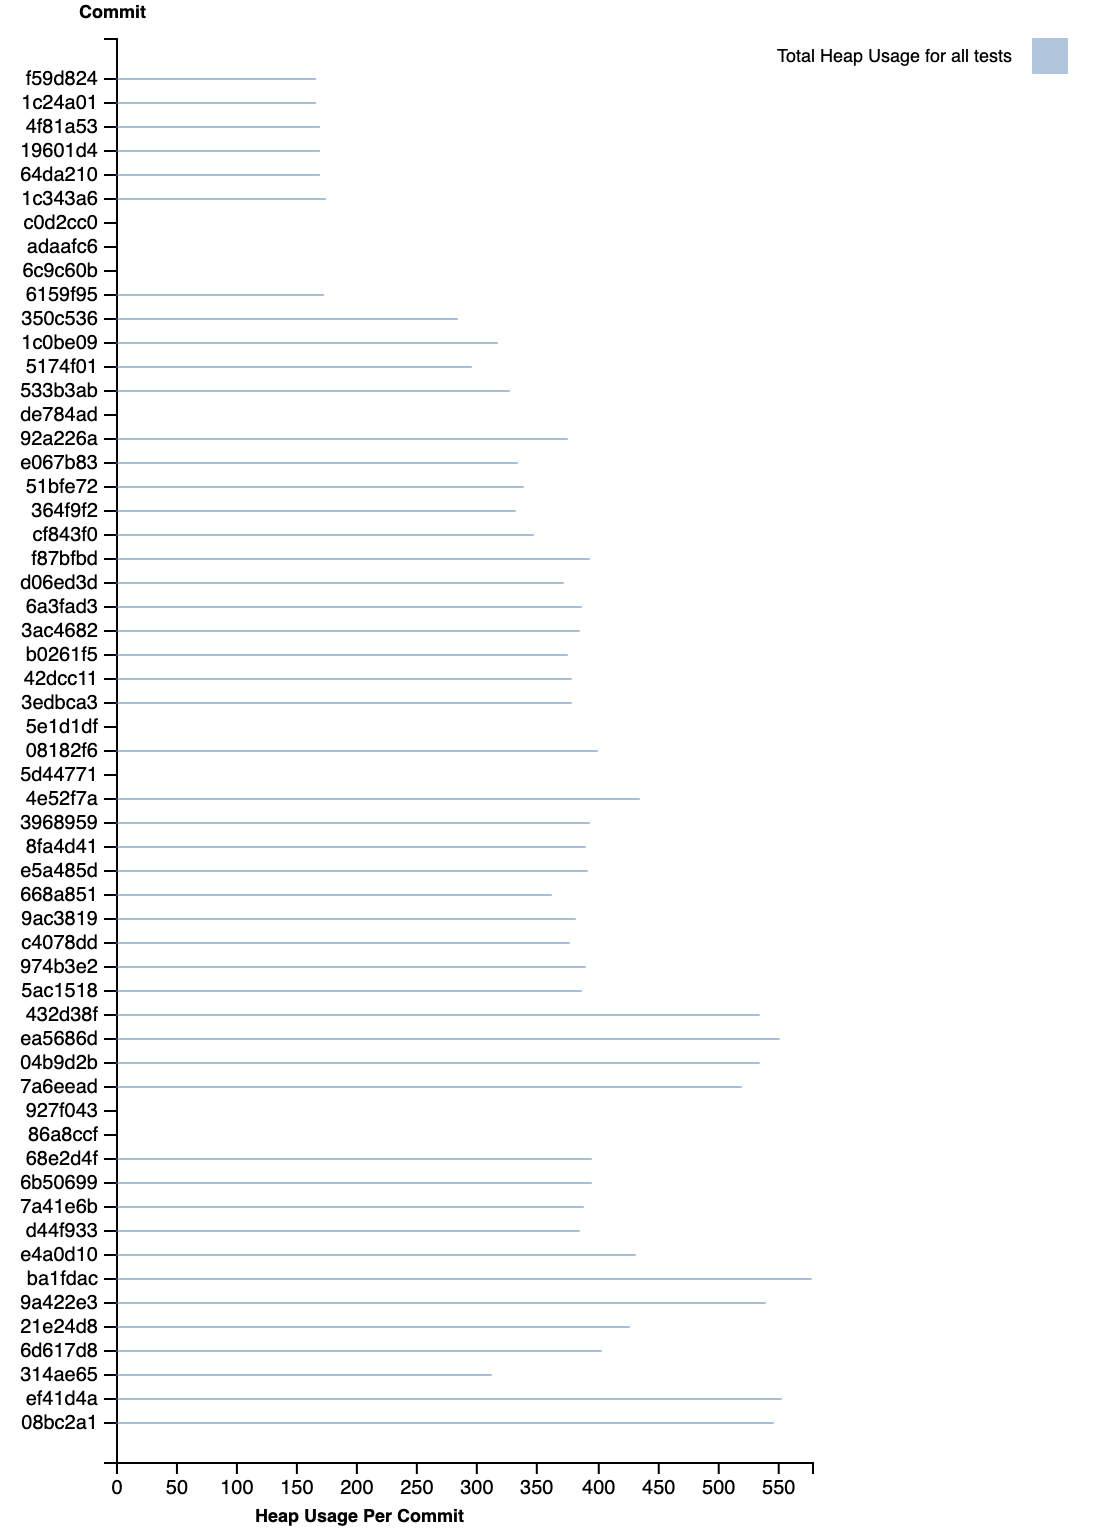 Commit
Total Heap Usage for all tests
f59d824
1c24a01
4f81a53
19601d4
64da210
1c343a6
c0d2cc0
adaafc6
6c9c60b
6159f95
350c536
1c0be09
5174f01
533b3ab
de784ad
92a226a
e067b83
51bfe72
364f9f2
cf843f0
f87bfbd
d06ed3d
6a3fad3
3ac4682
b0261f5
42dcc11
3edbca3
5e1d1df
08182f6
5d44771
4e52f7a
3968959
8fa4d41
e5a485d
668a851
9ac3819
c4078dd
974b3e2
5ac1518
432d38f
ea5686d
04b9d2b
7a6eead
927f043
86a8ccf
68e2d4f
6b50699
7a41e6b
d44f933
e4a0d10
ba1fdac
9a422e3
21e24d8
6d617d8
314ae65
ef41d4a
08bc2a1
0 50 100 150 200 250 300 350 400 450 500 550
Heap Usage Per Commit